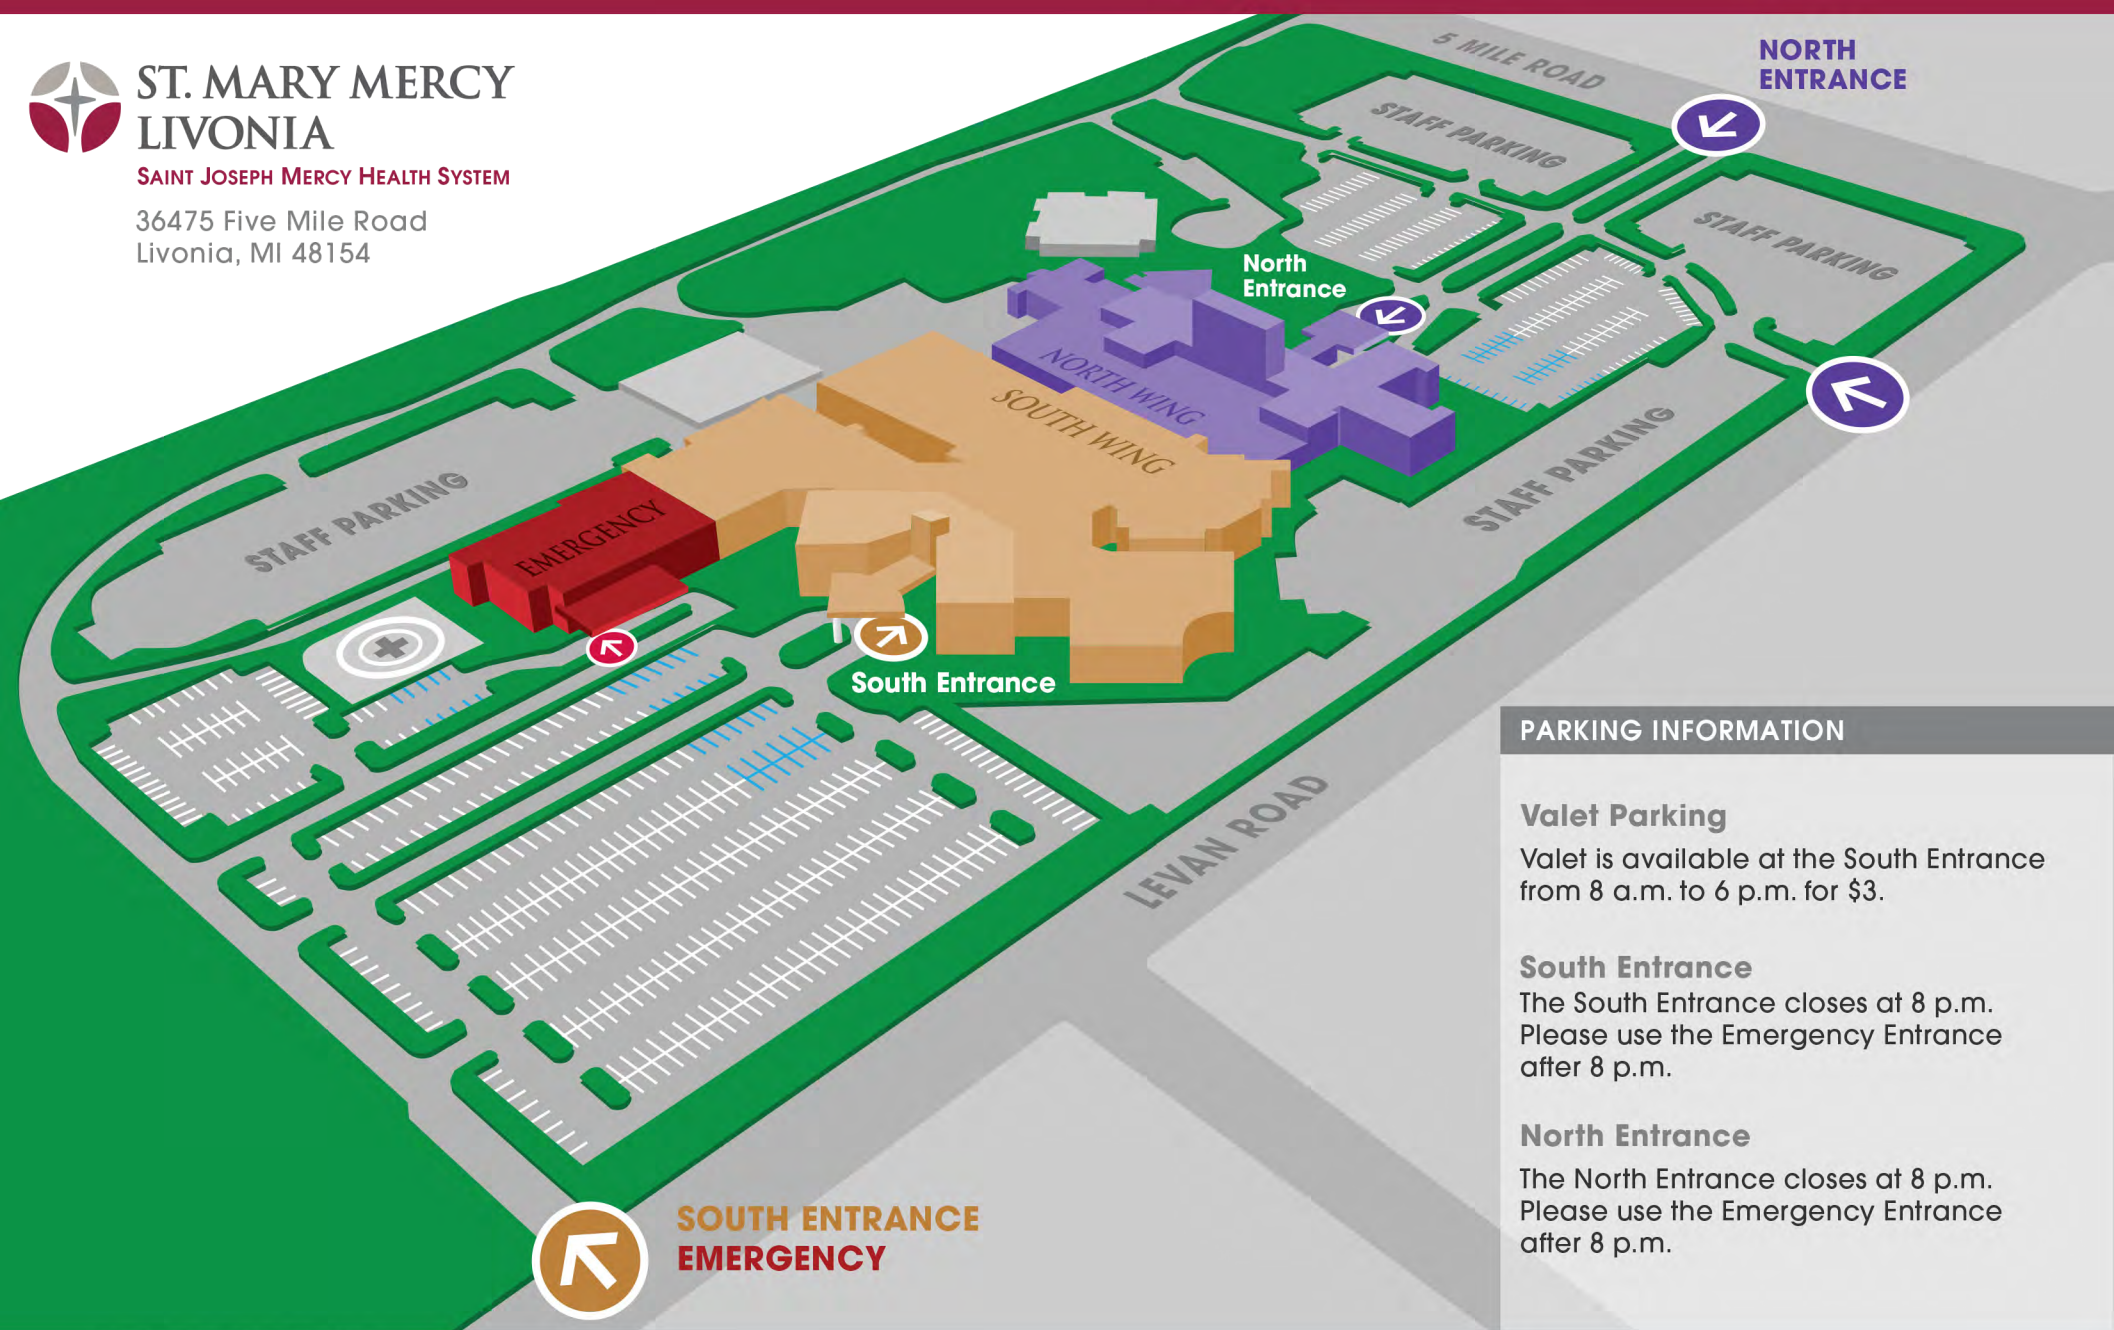 ST. MARY MERCY
LIVONIA
SAINT JOSEPH MERCY HEALTH SYSTEM
36475 Five Mile Road
Livonia, MI 48154
5 MILE ROAD
NORTH
ENTRANCE
STAFF PARKING
STAFF PARKING
North
Entrance
NORTH WING
SOUTH WING
STAFF PARKING
STAFF PARKING
EMERGENCY
South Entrance
LEVAN ROAD
SOUTH ENTRANCE
EMERGENCY
PARKING INFORMATION
Valet Parking
Valet is available at the South Entrance
from 8 a.m. to 6 p.m. for $3.
South Entrance
The South Entrance closes at 8 p.m.
Please use the Emergency Entrance
after 8 p.m.
North Entrance
The North Entrance closes at 8 p.m.
Please use the Emergency Entrance
after 8 p.m.